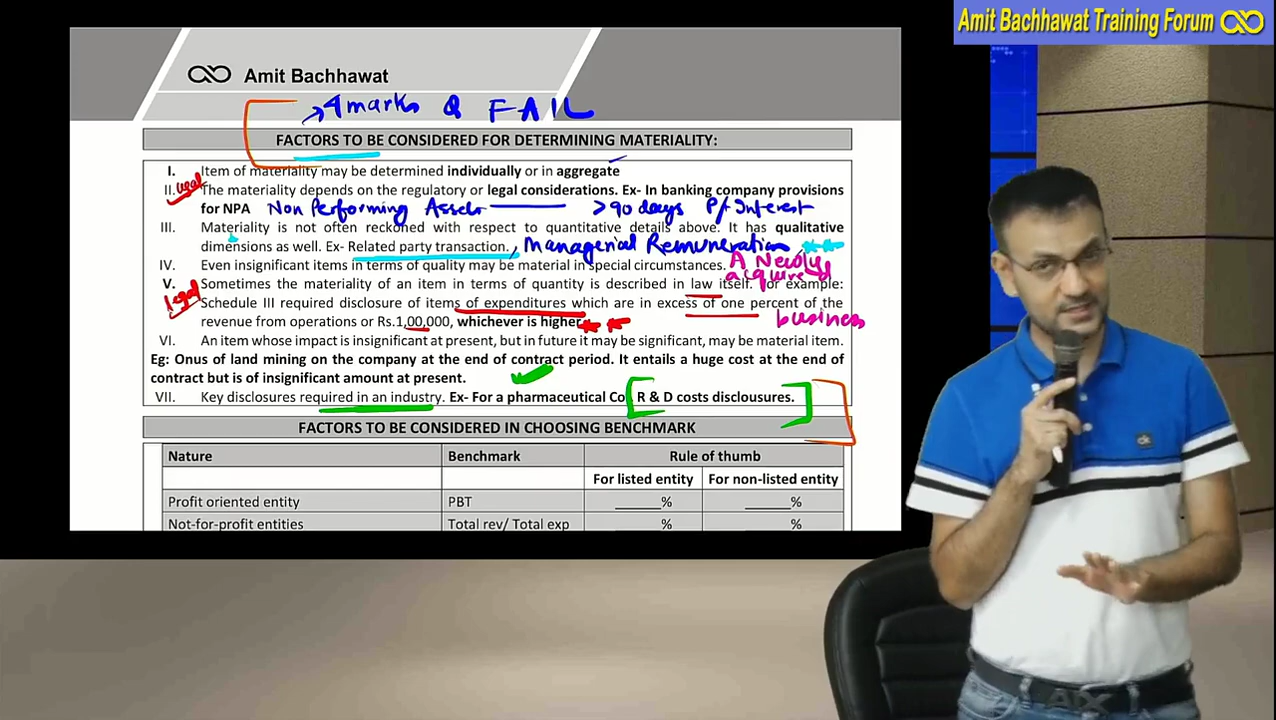 Amit Bachhawat Training Forum
Amit Bachhawat
→ 4 marks Q FAIL
FACTORS TO BE CONSIDERED FOR DETERMINING MATERIALITY:
I. Item of materiality may be determined individually or in aggregate
II. legal The materiality depends on the regulatory or legal considerations. Ex- In banking company provisions
for NPA Non Performing Assets >90 days P/Interest
III. Materiality is not often reckoned with respect to quantitative details above. It has qualitative
dimensions as well. Ex- Related party transaction., Managerial Remuneration
IV. Even insignificant items in terms of quality may be material in special circumstances. A Newly
acquired
V. Sometimes the materiality of an item in terms of quantity is described in law itself. For example:
legal Schedule III required disclosure of items of expenditures which are in excess of one percent of the
revenue from operations or Rs.1,00,000, whichever is higher. business
VI. An item whose impact is insignificant at present, but in future it may be significant, may be material item.
Eg: Onus of land mining on the company at the end of contract period. It entails a huge cost at the end of
contract but is of insignificant amount at present.
VII. Key disclosures required in an industry. Ex- For a pharmaceutical Co R & D costs disclousures.
FACTORS TO BE CONSIDERED IN CHOOSING BENCHMARK
Nature Benchmark Rule of thumb
For listed entity For non-listed entity
Profit oriented entity PBT _____% _____%
Not-for-profit entities Total rev/ Total exp % %
dk